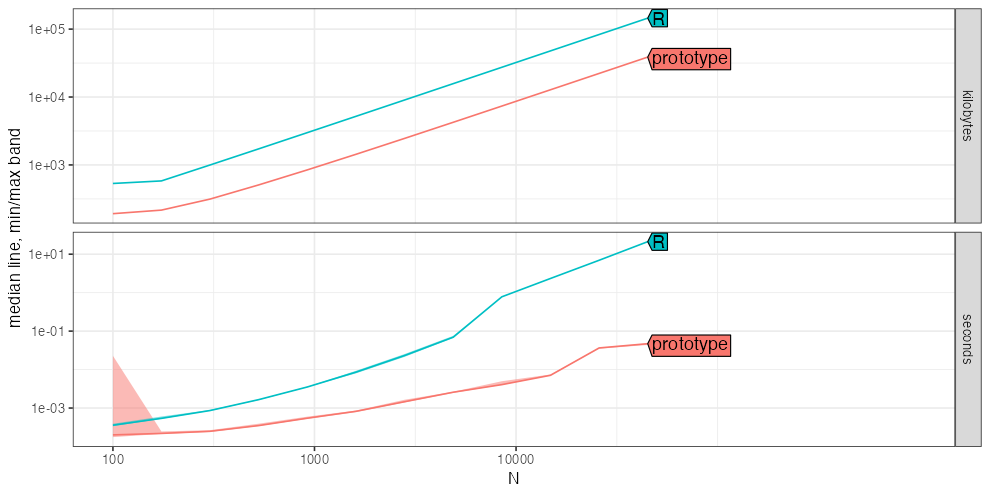 median line, min/max band
1e+05
1e+04
1e+03
R
prototype
kilobytes
1e+01
1e-01
1e-03
R
prototype
seconds
100
1000
10000
N